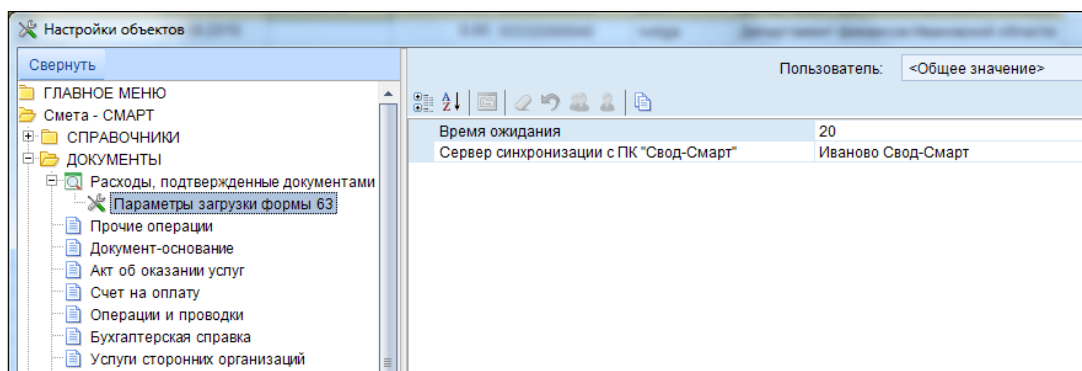 Настройки объектов
Свернуть
Пользователь: <Общее значение>
ГЛАВНОЕ МЕНЮ
Смета - СМАРТ
СПРАВОЧНИКИ
ДОКУМЕНТЫ
Расходы, подтвержденные документами
Параметры загрузки формы 63
Прочие операции
Документ-основание
Акт об оказании услуг
Счет на оплату
Операции и проводки
Бухгалтерская справка
Услуги сторонних организаций
Время ожидания 20
Сервер синхронизации с ПК "Свод-Смарт" Иваново Свод-Смарт